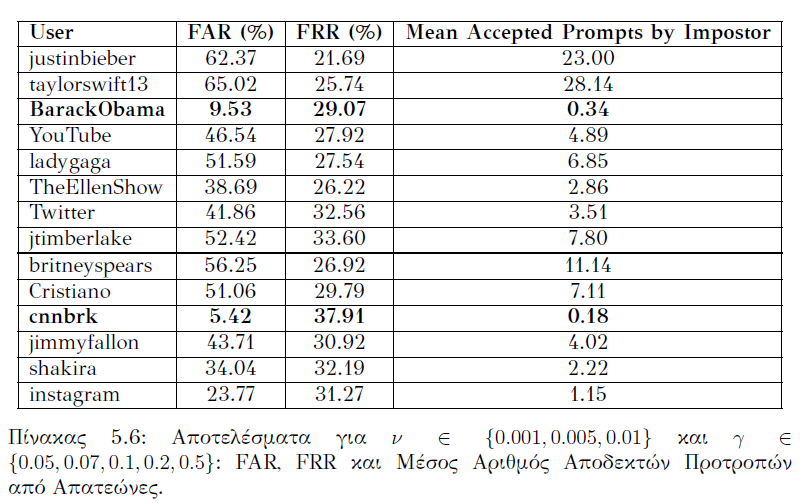 User FAR (%) FRR (%) Mean Accepted Prompts by Impostor
justinbieber 62.37 21.69 23.00
taylorswift13 65.02 25.74 28.14
BarackObama 9.53 29.07 0.34
YouTube 46.54 27.92 4.89
ladygaga 51.59 27.54 6.85
TheEllenShow 38.69 26.22 2.86
Twitter 41.86 32.56 3.51
jtimberlake 52.42 33.60 7.80
britneyspears 56.25 26.92 11.14
Cristiano 51.06 29.79 7.11
cnnbrk 5.42 37.91 0.18
jimmyfallon 43.71 30.92 4.02
shakira 34.04 32.19 2.22
instagram 23.77 31.27 1.15
Πίνακας 5.6: Αποτελέσματα για ν ∈ {0.001, 0.005, 0.01} και γ ∈
{0.05, 0.07, 0.1, 0.2, 0.5}: FAR, FRR και Μέσος Αριθμός Αποδεκτών Προτροπών
από Απατεώνες.